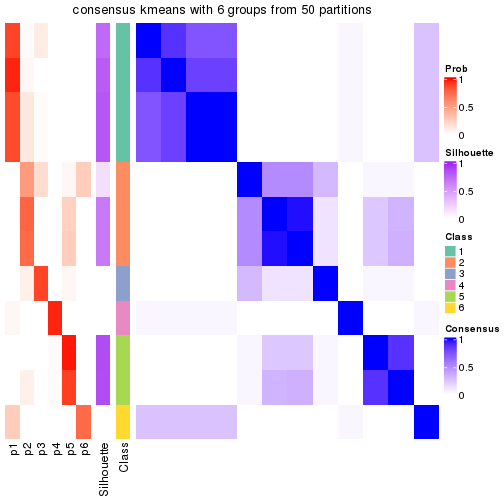 consensus kmeans with 6 groups from 50 partitions
Prob
1
0.5
0
Silhouette
1
0.5
0
Class
1
2
3
4
5
6
Consensus
1
0.5
0
p1
p2
p3
p4
p5
p6
Silhouette
Class